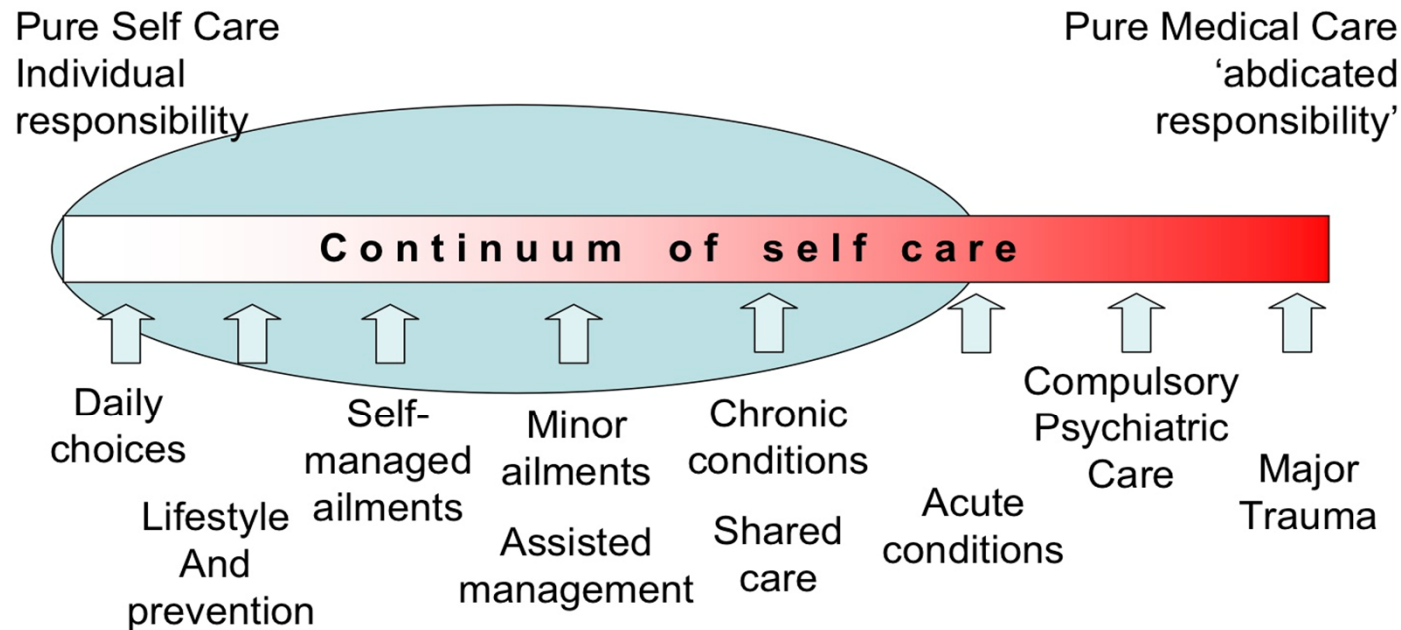 Pure Self Care
Individual
responsibility
Pure Medical Care
‘abdicated
responsibility’
Continuum of self care
Daily
choices
Lifestyle
And
prevention
Self-
managed
ailments
Minor
ailments
Assisted
management
Chronic
conditions
Shared
care
Acute
conditions
Compulsory
Psychiatric
Care
Major
Trauma